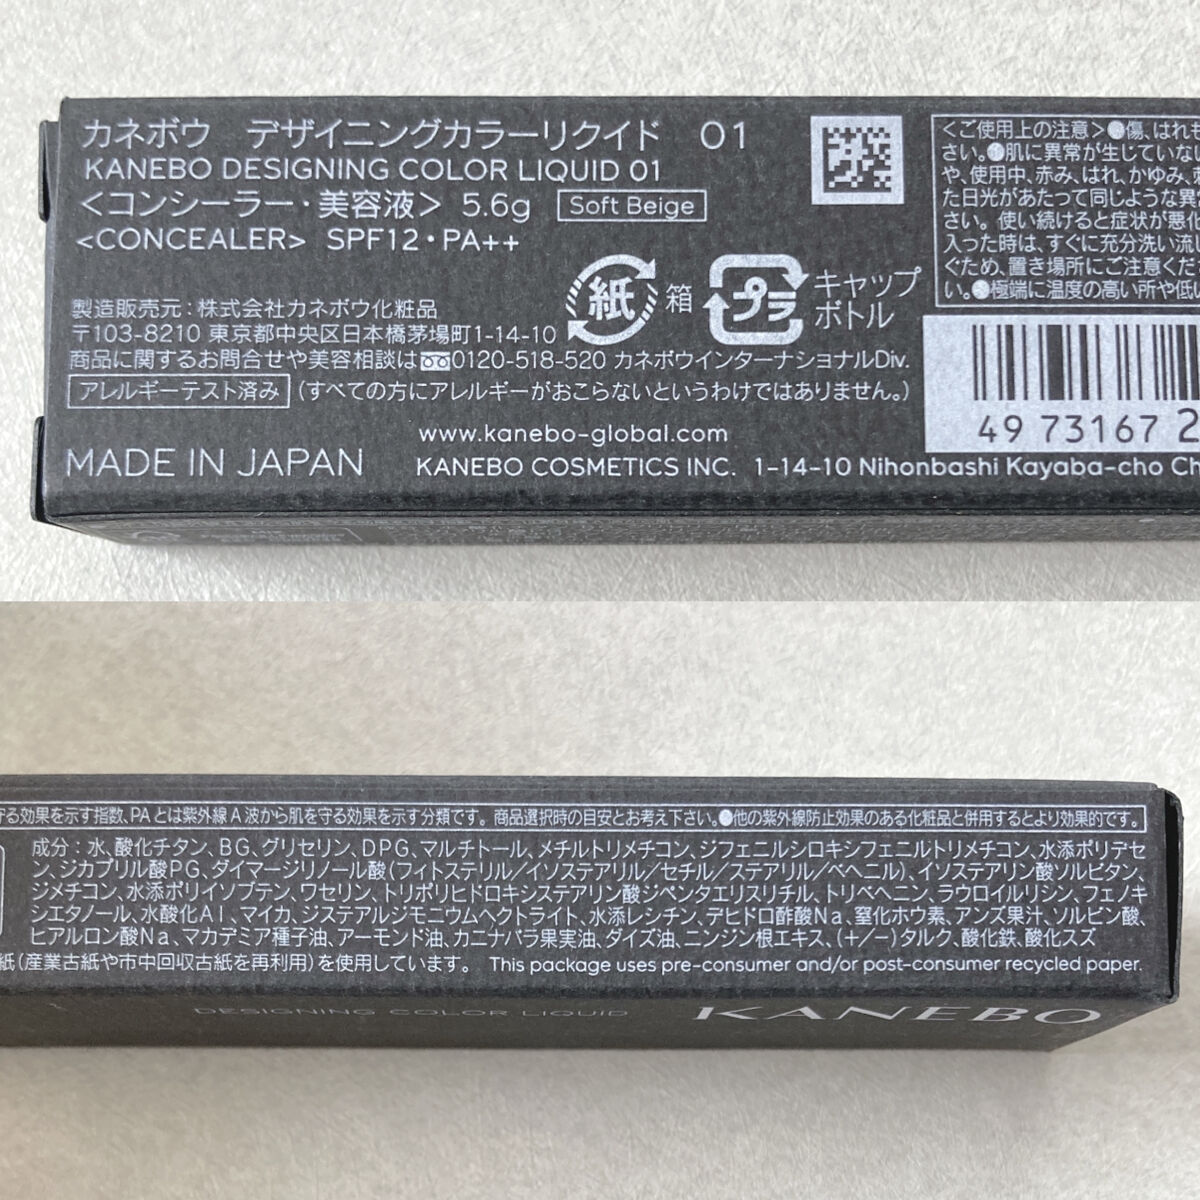 カネボウ デザイニングカラーリクイド 01
KANEBO DESIGNING COLOR LIQUID 01
<コンシーラー・美容液> 5.6g Soft Beige
<CONCEALER> SPF12・PA++
紙 箱
プラ キャップ
ボトル
製造販売元:株式会社カネボウ化粧品
〒103-8210 東京都中央区日本橋茅場町1-14-10
商品に関するお問合せや美容相談は 0120-518-520 カネボウインターナショナルDiv.
アレルギーテスト済み (すべての方にアレルギーがおこらないというわけではありません。)
www.kanebo-global.com
MADE IN JAPAN KANEBO COSMETICS INC. 1-14-10 Nihonbashi Kayaba-cho Ch
<ご使用上の注意>●傷、はれ
さい。●肌に異常が生じていない
や、使用中、赤み、はれ、かゆみ、刺
た日光があたって同じような異
さい。使い続けると症状が悪化
入った時は、すぐに充分洗い流し
ぐため、置き場所にご注意くだ
い。●極端に温度の高い所や低い
49 73167 2
る効果を示す指数、PAとは紫外線A波から肌を守る効果を示す分類です。商品選択時の目安とお考え下さい。●他の紫外線防止効果のある化粧品と併用するとより効果的です。
成分:水、酸化チタン、BG、グリセリン、DPG、マルチトール、メチルトリメチコン、ジフェニルシロキシフェニルトリメチコン、水添ポリデセ
ン、ジカプリル酸PG、ダイマージリノール酸(フィトステリル/イソステアリル/セチル/ステアリル/ベヘニル)、イソステアリン酸ソルビタン、
ジメチコン、水添ポリイソブテン、ワセリン、トリポリヒドロキシステアリン酸ジペンタエリスリチル、トリベヘニン、ラウロイルリシン、フェノキ
シエタノール、水酸化Al、マイカ、ジステアルジモニウムヘクトライト、水添レシチン、デヒドロ酢酸Na、窒化ホウ素、アンズ果汁、ソルビン酸、
ヒアルロン酸Na、マカデミア種子油、アーモンド油、カニナバラ果実油、ダイズ油、ニンジン根エキス、(+/-)タルク、酸化鉄、酸化スズ
紙(産業古紙や市中回収古紙を再利用)を使用しています。 This package uses pre-consumer and/or post-consumer recycled paper.
DESIGNING COLOR LIQUID KANEBO